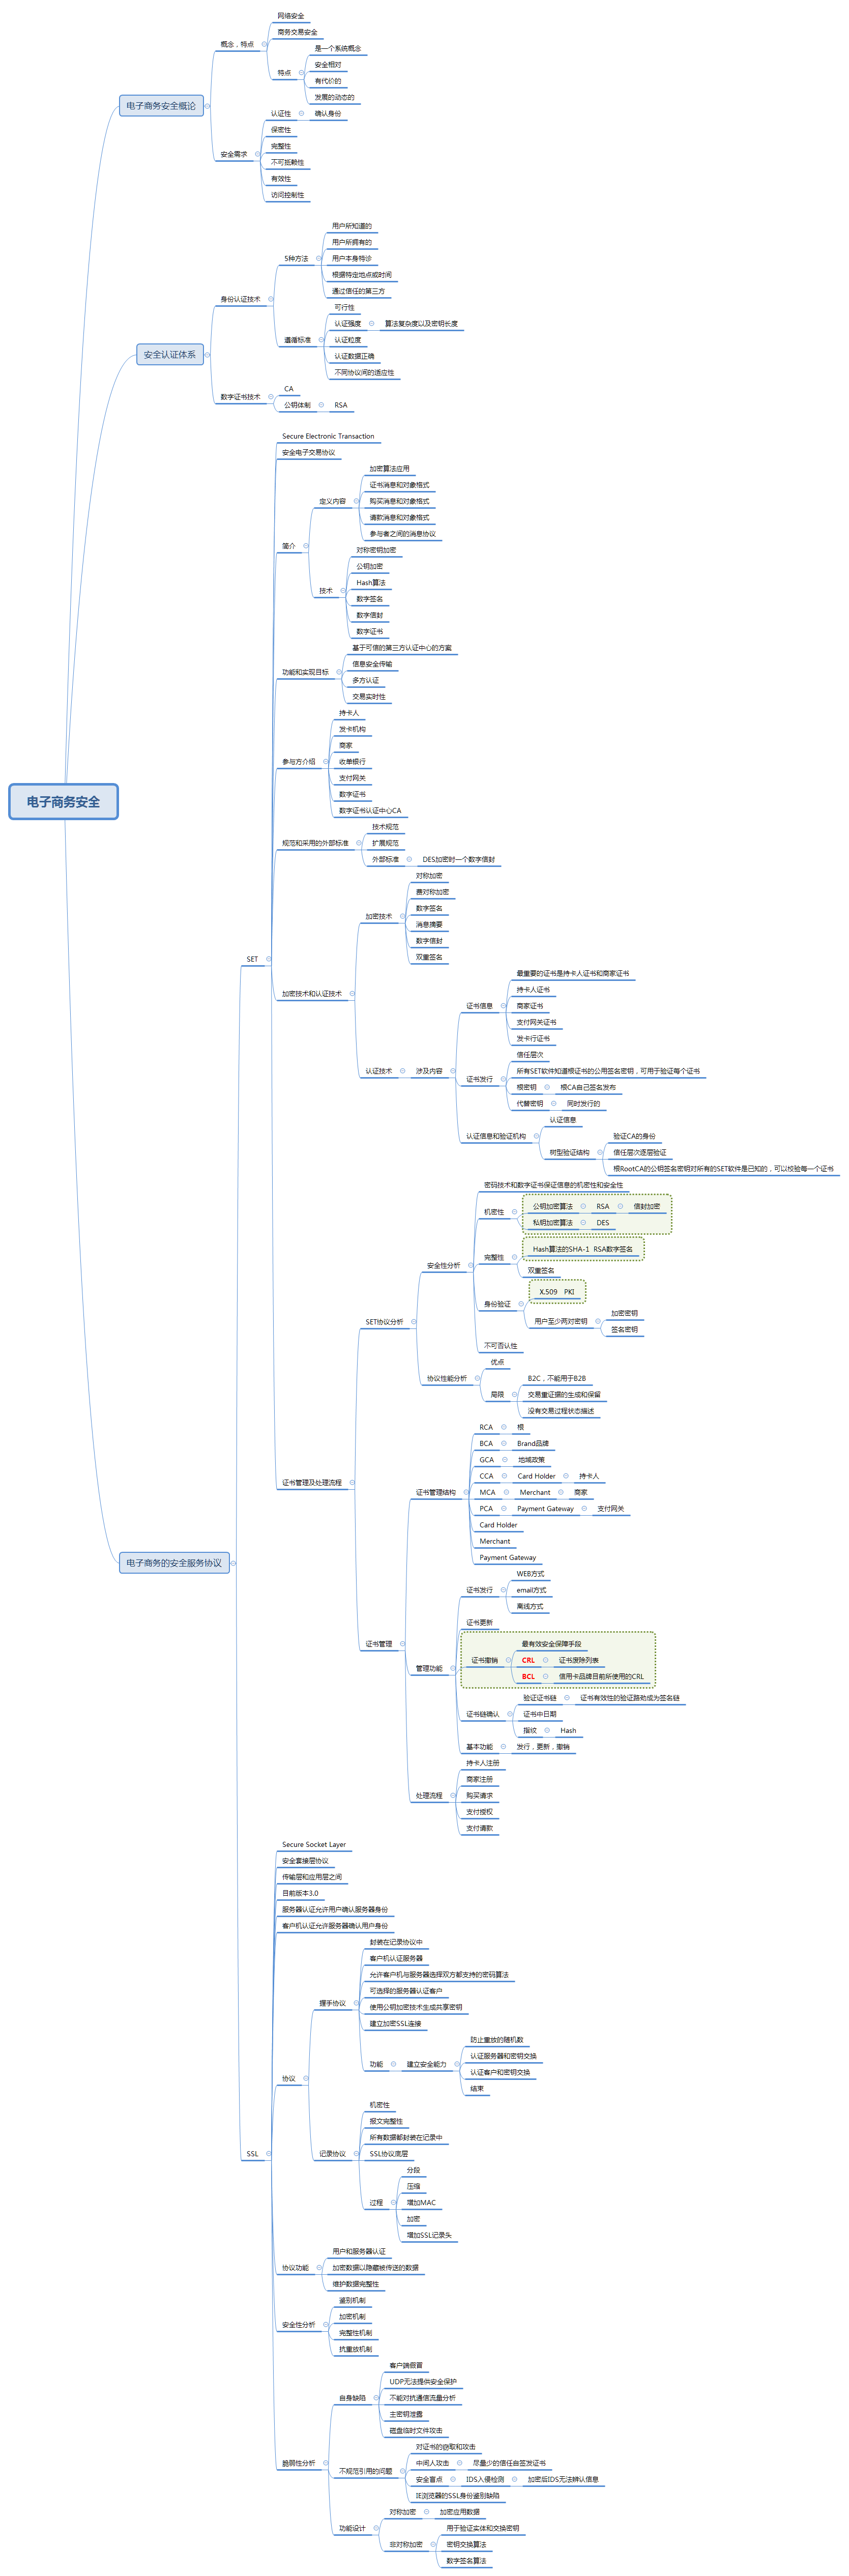 网络安全
概念，特点
商务交易安全
是一个系统概念
安全相对
特点
有代价的
发展的动态的
电子商务安全概论
认证性
确认身份
保密性
完整性
安全需求
不可抵赖性
有效性
访问控制性
用户所知道的
用户所拥有的
5种方法
用户本身特诊
根据特定地点或时间
通过信任的第三方
身份认证技术
可行性
认证强度
算法复杂度以及密钥长度
遵循标准
认证粒度
认证数据正确
不同协议间的适应性
安全认证体系
CA
数字证书技术
公钥体制
RSA
Secure Electronic Transaction
安全电子交易协议
加密算法应用
证书消息和对象格式
定义内容
购买消息和对象格式
请款消息和对象格式
参与者之间的消息协议
简介
对称密钥加密
公钥加密
Hash算法
技术
数字签名
数字信封
数字证书
基于可信的第三方认证中心的方案
信息安全传输
功能和实现目标
多方认证
交易实时性
持卡人
发卡机构
商家
参与方介绍
收单银行
支付网关
数字证书
数字证书认证中心CA
电子商务安全
技术规范
规范和采用的外部标准
扩展规范
外部标准
DES加密时一个数字信封
对称加密
费对称加密
加密技术
数字签名
消息摘要
数字信封
双重签名
SET
加密技术和认证技术
最重要的证书是持卡人证书和商家证书
持卡人证书
证书信息
商家证书
支付网关证书
发卡行证书
信任层次
认证技术
涉及内容
所有SET软件知道根证书的公用签名密钥，可用于验证每个证书
证书发行
根密钥
根CA自己签名发布
代替密钥
同时发行的
认证信息
认证信息和验证机构
验证CA的身份
树型验证结构
信任层次逐层验证
根RootCA的公钥签名密钥对所有的SET软件是已知的，可以校验每一个证书
密码技术和数字证书保证信息的机密性和安全性
公钥加密算法
RSA
信封加密
机密性
私钥加密算法
DES
Hash算法的SHA-1 RSA数字签名
完整性
双重签名
安全性分析
X.509 PKI
身份验证
加密密钥
用户至少两对密钥
签名密钥
SET协议分析
不可否认性
优点
协议性能分析
B2C，不能用于B2B
局限
交易重证据的生成和保留
没有交易过程状态描述
RCA
根
BCA
Brand品牌
GCA
地域政策
证书管理及处理流程
CCA
Card Holder
持卡人
证书管理结构
MCA
Merchant
商家
PCA
Payment Gateway
支付网关
Card Holder
Merchant
Payment Gateway
电子商务的安全服务协议
WEB方式
证书发行
email方式
离线方式
证书更新
证书管理
最有效安全保障手段
证书撤销
CRL
证书废除列表
管理功能
BCL
信用卡品牌目前所使用的CRL
验证证书链
证书有效性的验证路劲成为签名链
证书链确认
证书中日期
指纹
Hash
基本功能
发行，更新，撤销
持卡人注册
商家注册
处理流程
购买请求
支付授权
支付请款
Secure Socket Layer
安全套接层协议
传输层和应用层之间
目前版本3.0
服务器认证允许用户确认服务器身份
客户机认证允许服务器确认用户身份
封装在记录协议中
客户机认证服务器
允许客户机与服务器选择双方都支持的密码算法
可选择的服务器认证客户
握手协议
使用公钥加密技术生成共享密钥
建立加密SSL连接
防止重放的随机数
认证服务器和密钥交换
功能
建立安全能力
认证客户和密钥交换
结束
协议
机密性
报文完整性
所有数据都封装在记录中
SSL
记录协议
SSL协议底层
分段
压缩
过程
增加MAC
加密
增加SSL记录头
用户和服务器认证
协议功能
加密数据以隐藏被传送的数据
维护数据完整性
鉴别机制
加密机制
安全性分析
完整性机制
抗重放机制
客户端假冒
UDP无法提供安全保护
自身缺陷
不能对抗通信流量分析
主密钥泄露
磁盘临时文件攻击
对证书的窃取和攻击
脆弱性分析
中间人攻击
尽量少的信任自签发证书
不规范引用的问题
安全盲点
IDS入侵检测
加密后IDS无法辨认信息
IE浏览器的SSL身份鉴别缺陷
对称加密
加密应用数据
功能设计
用于验证实体和交换密钥
非对称加密
密钥交换算法
数字签名算法